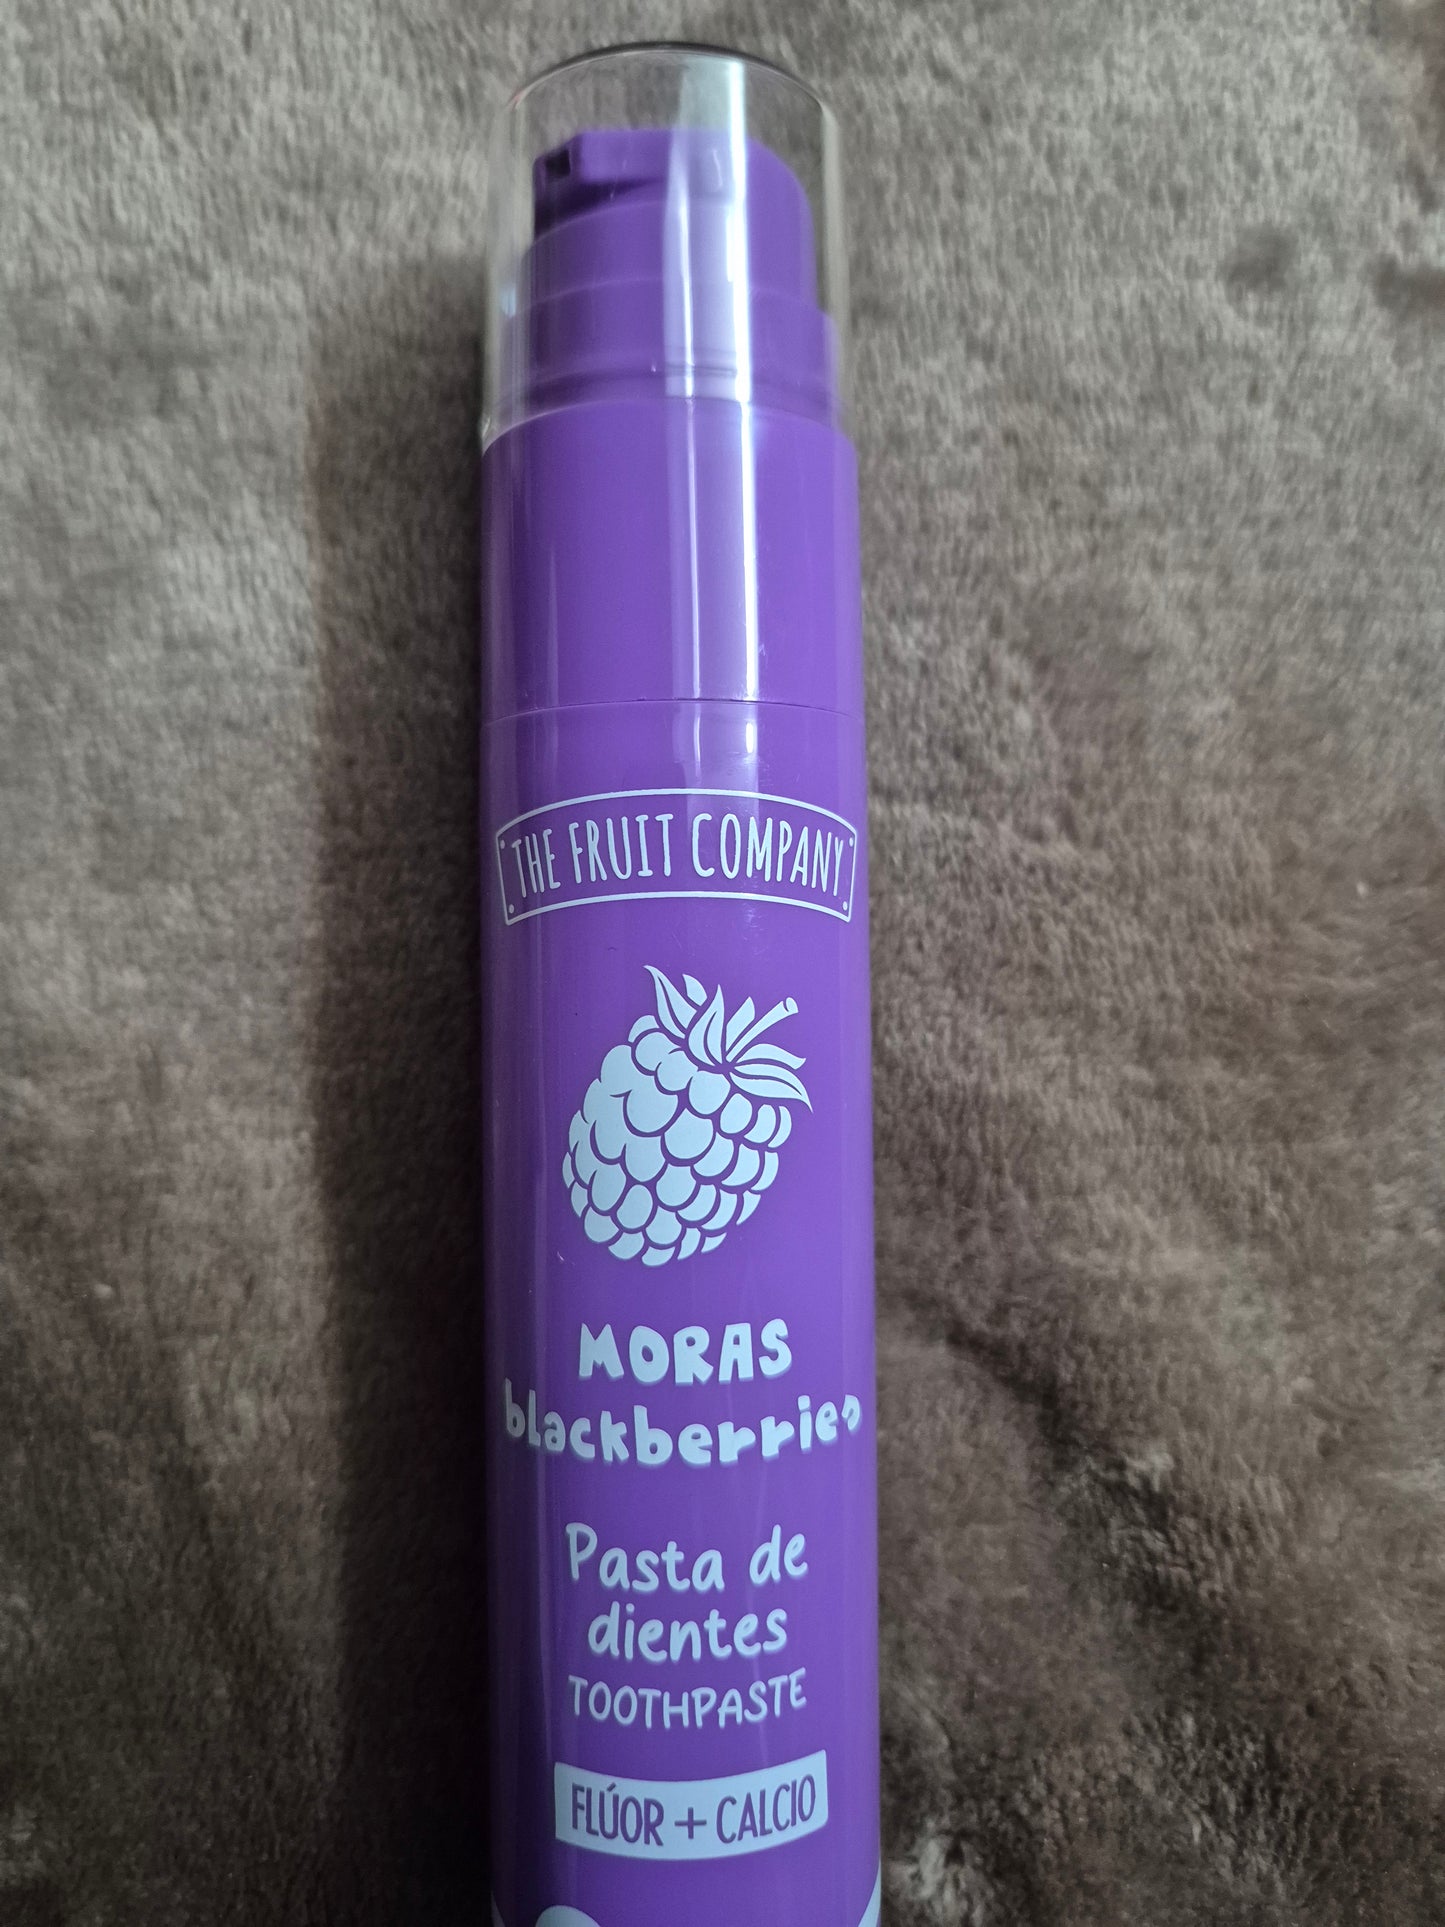 THE FRUIT COMPANY
MORAS
blackberries
Pasta de
dientes
TOOTHPASTE
FLÚOR + CALCIO